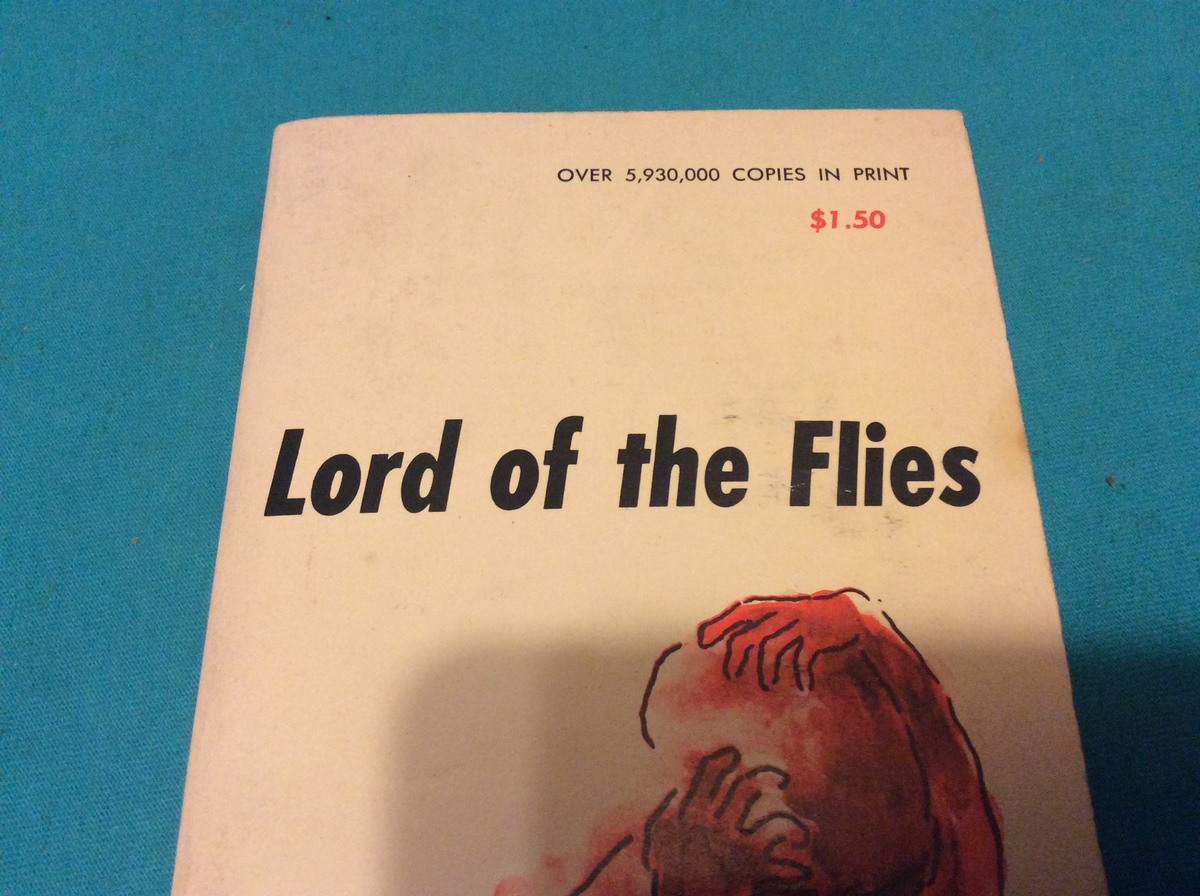 OVER 5,930,000 COPIES IN PRINT
$1.50
Lord of the Flies